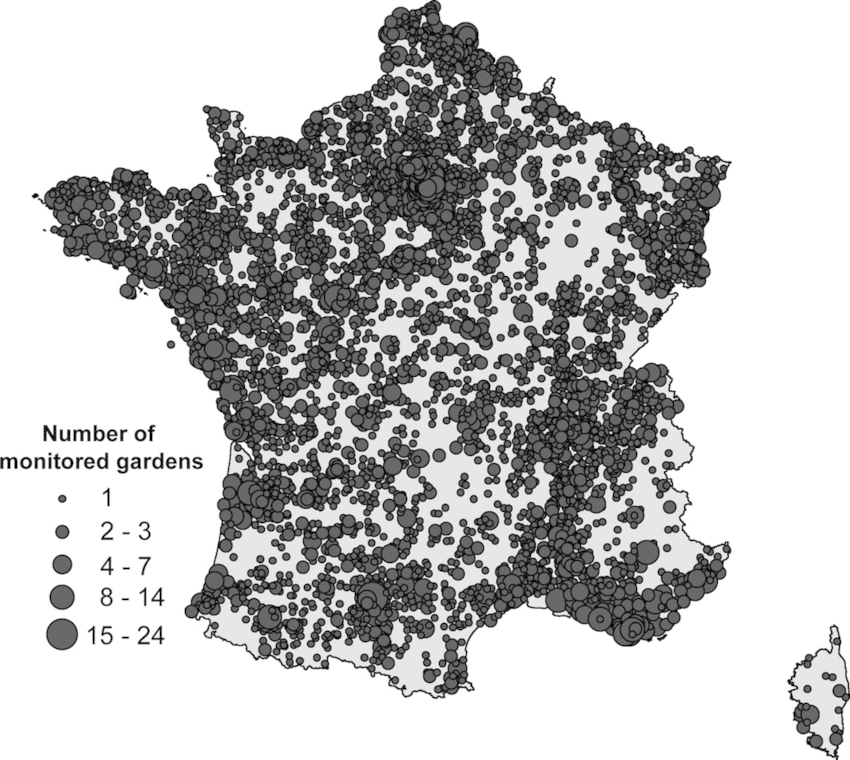 Number of
monitored gardens
1
2 - 3
4 - 7
8 - 14
15 - 24